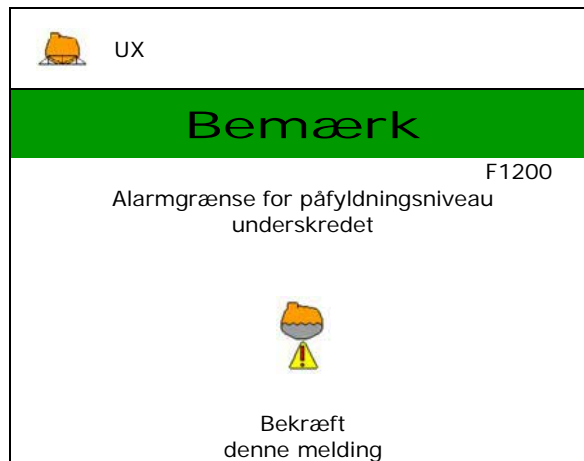 UX
Bemærk
F1200
Alarmgrænse for påfyldningsniveau
underskredet
Bekræft
denne melding